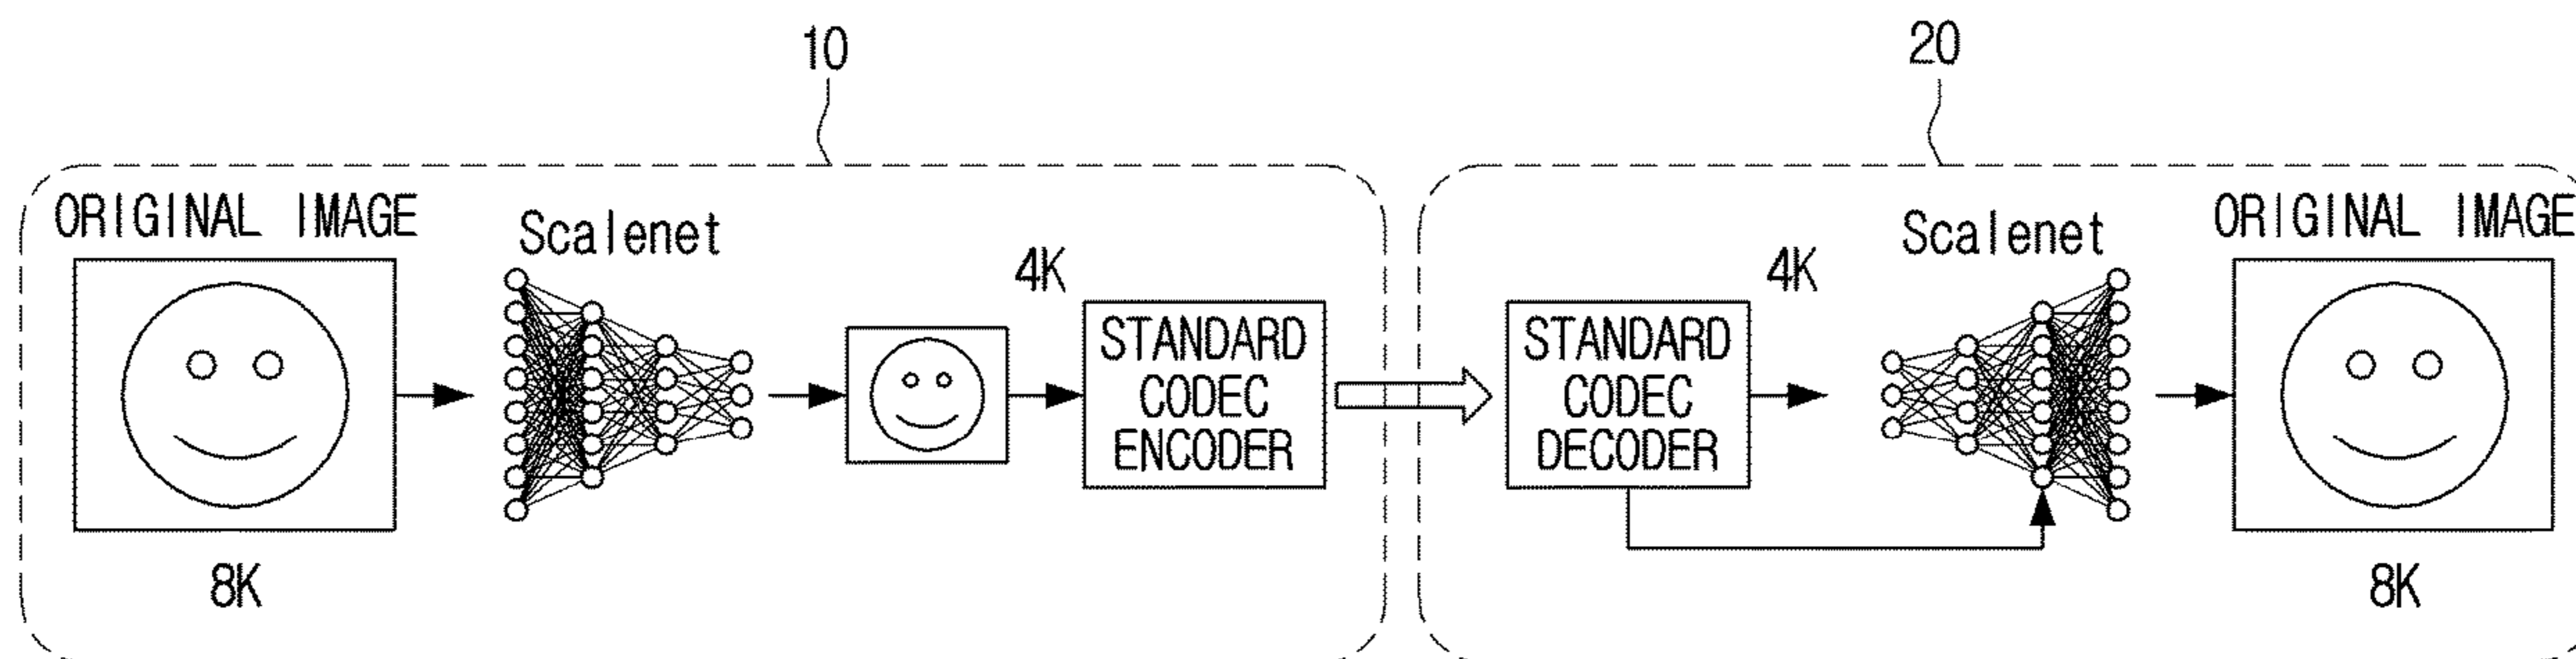 10
20
ORIGINAL IMAGE
Scalenet
4K
STANDARD
CODEC
ENCODER
8K
STANDARD
CODEC
DECODER
4K
Scalenet
ORIGINAL IMAGE
8K